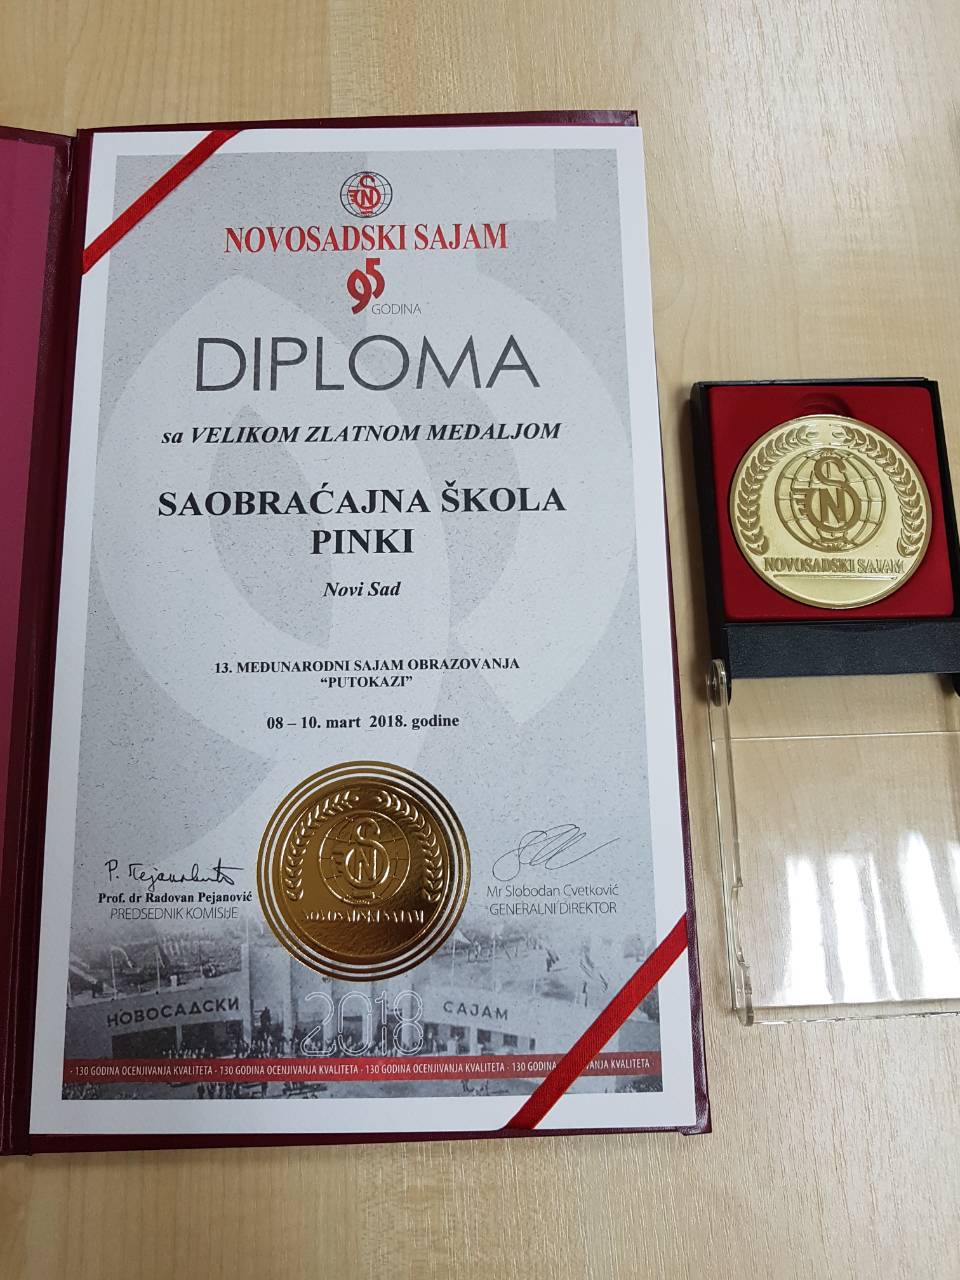 SN
NOVOSADSKI SAJAM
95
GODINA
DIPLOMA
sa VELIKOM ZLATNOM MEDALJOM
SAOBRAĆAJNA ŠKOLA
PINKI
Novi Sad
13. MEĐUNARODNI SAJAM OBRAZOVANJA
"PUTOKAZI"
08 – 10. mart 2018. godine
Prof. dr Radovan Pejanović
PREDSEDNIK KOMISIJE
SN
NOVOSADSKI SAJAM
Mr Slobodan Cvetković
GENERALNI DIREKTOR
НОВОСАДСКИ САЈАМ
2018
· 130 GODINA OCENJIVANJA KVALITETA · 130 GODINA OCENJIVANJA KVALITETA · 130 GODINA OCENJIVANJA KVALITETA · 130 GODINA KVALITETA ·
SN
NOVOSADSKI SAJAM